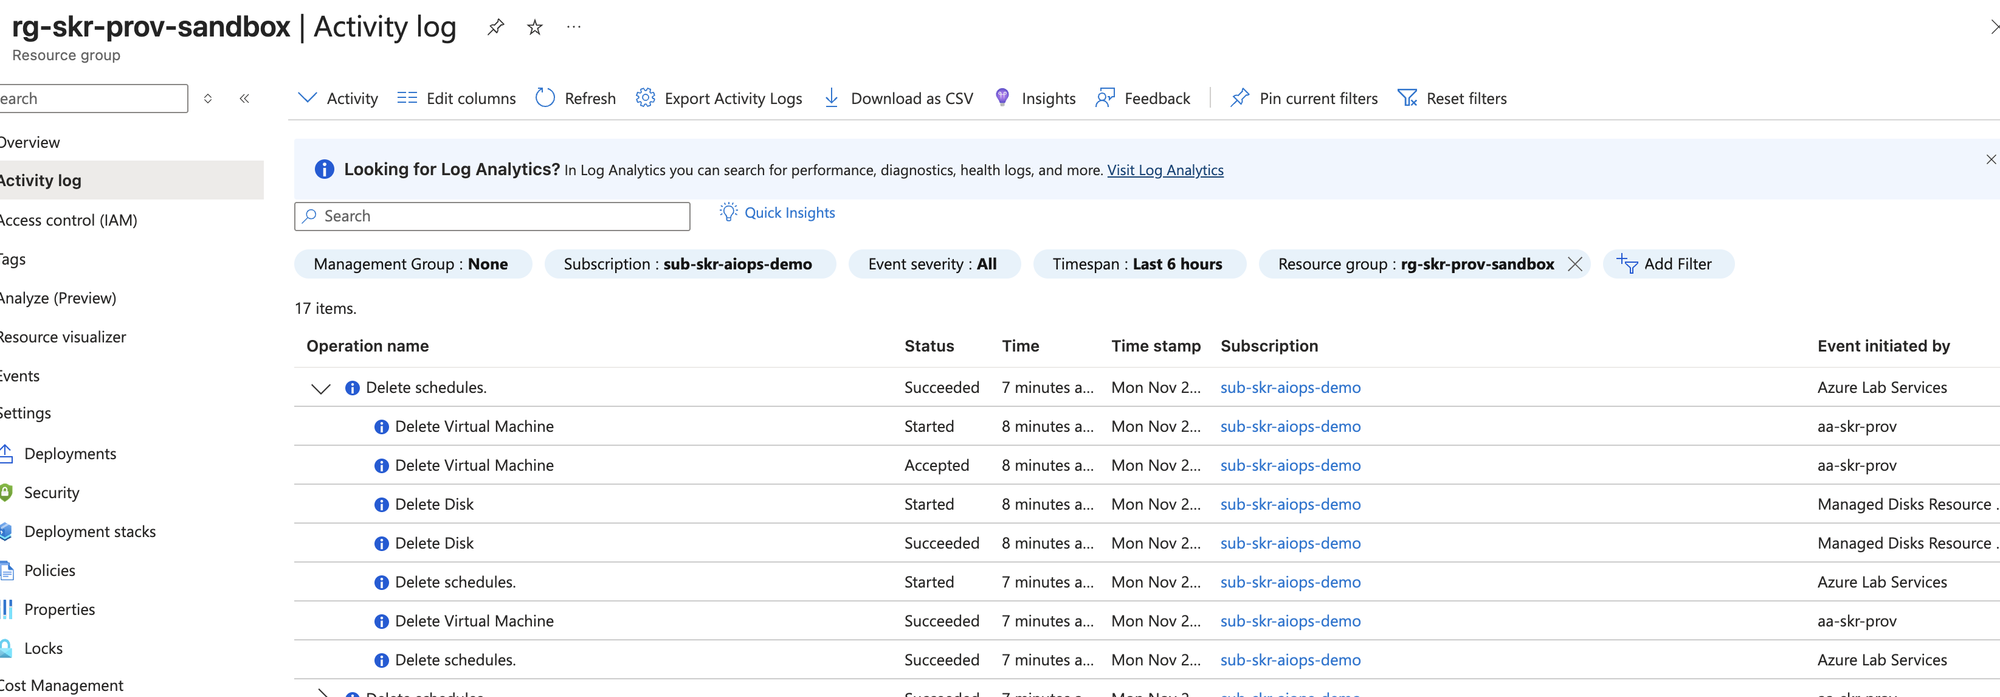 rg-skr-prov-sandbox | Activity log
Resource group
earch
Activity
Edit columns
Refresh
Export Activity Logs
Download as CSV
Insights
Feedback
Pin current filters
Reset filters
Overview
Activity log
Access control (IAM)
Tags
Analyze (Preview)
Resource visualizer
Events
Settings
Deployments
Security
Deployment stacks
Policies
Properties
Locks
Cost Management
Looking for Log Analytics? In Log Analytics you can search for performance, diagnostics, health logs, and more. Visit Log Analytics
Search
Quick Insights
Management Group : None
Subscription : sub-skr-aiops-demo
Event severity : All
Timespan : Last 6 hours
Resource group : rg-skr-prov-sandbox
Add Filter
17 items.
Operation name Status Time Time stamp Subscription Event initiated by
Delete schedules. Succeeded 7 minutes a... Mon Nov 2... sub-skr-aiops-demo Azure Lab Services
Delete Virtual Machine Started 8 minutes a... Mon Nov 2... sub-skr-aiops-demo aa-skr-prov
Delete Virtual Machine Accepted 8 minutes a... Mon Nov 2... sub-skr-aiops-demo aa-skr-prov
Delete Disk Started 8 minutes a... Mon Nov 2... sub-skr-aiops-demo Managed Disks Resource .
Delete Disk Succeeded 8 minutes a... Mon Nov 2... sub-skr-aiops-demo Managed Disks Resource .
Delete schedules. Started 7 minutes a... Mon Nov 2... sub-skr-aiops-demo Azure Lab Services
Delete Virtual Machine Succeeded 7 minutes a... Mon Nov 2... sub-skr-aiops-demo aa-skr-prov
Delete schedules. Succeeded 7 minutes a... Mon Nov 2... sub-skr-aiops-demo Azure Lab Services